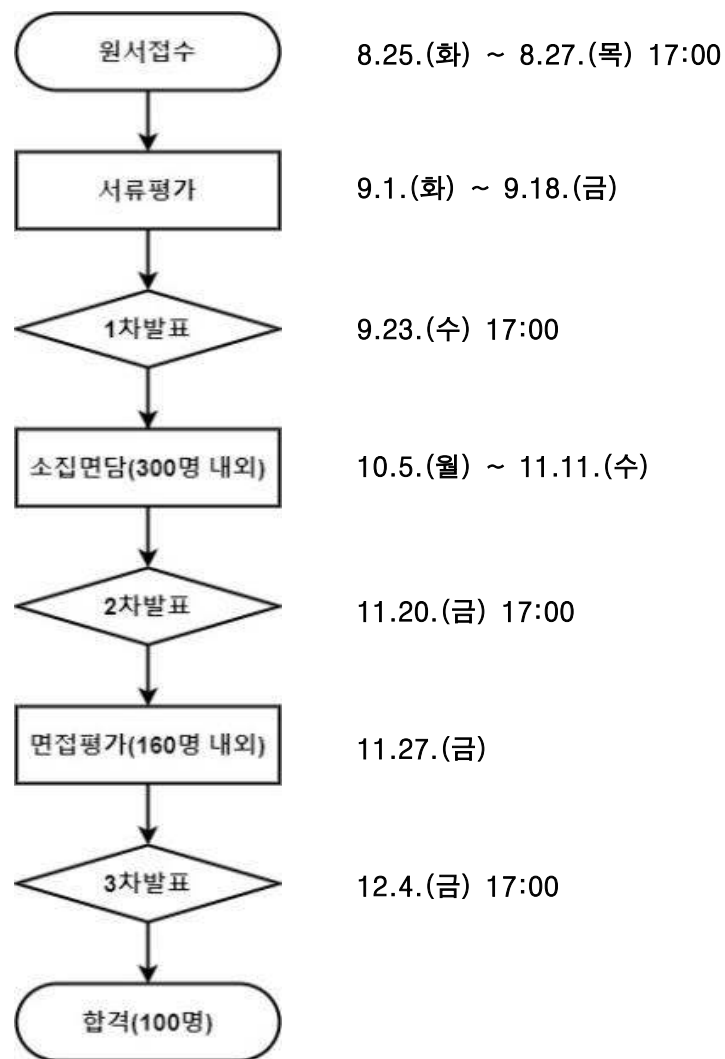 원서접수 8.25.(화) ~ 8.27.(목) 17:00
서류평가 9.1.(화) ~ 9.18.(금)
1차발표 9.23.(수) 17:00
소집면담(300명 내외) 10.5.(월) ~ 11.11.(수)
2차발표 11.20.(금) 17:00
면접평가(160명 내외) 11.27.(금)
3차발표 12.4.(금) 17:00
합격(100명)